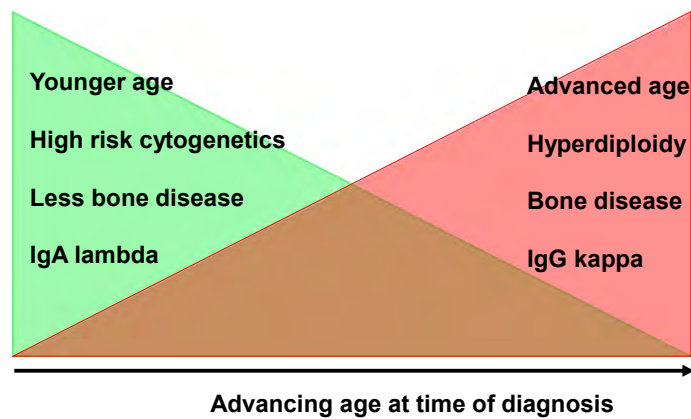 Younger age
High risk cytogenetics
Less bone disease
IgA lambda
Advanced age
Hyperdiploidy
Bone disease
IgG kappa
Advancing age at time of diagnosis